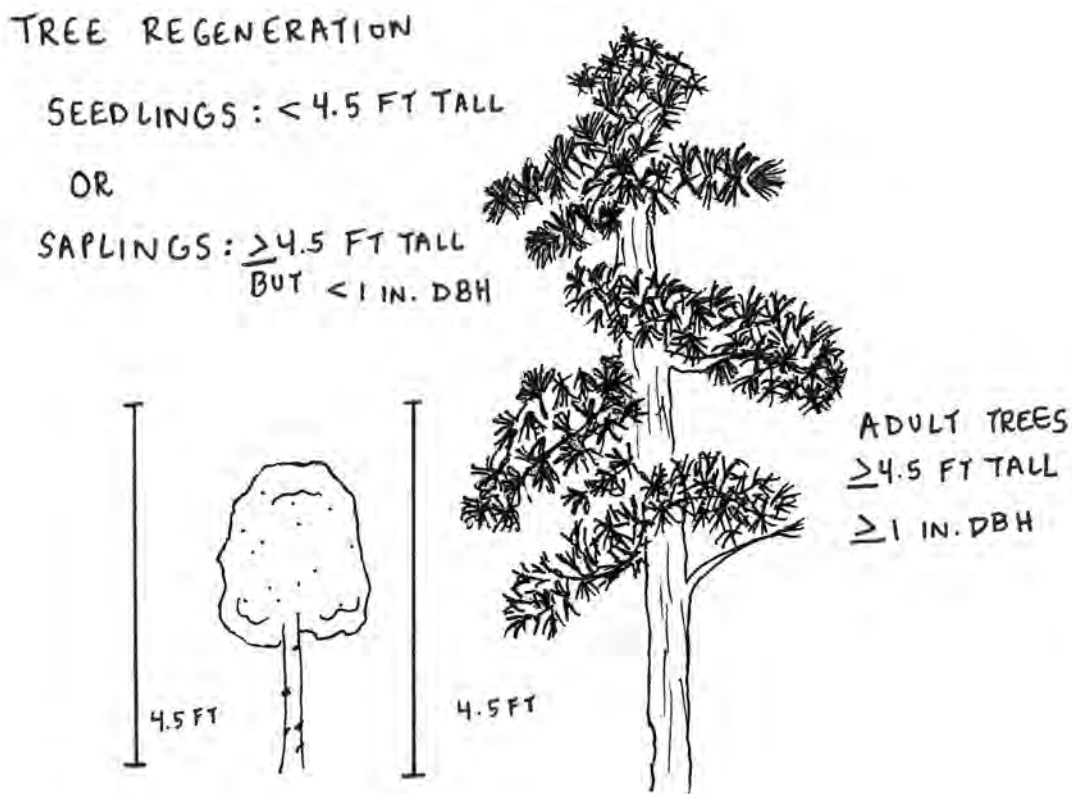 TREE REGENERATION
SEEDLINGS: < 4.5 FT TALL
OR
SAPLINGS: ≥4.5 FT TALL
BUT < 1 IN. DBH
ADULT TREES
≥4.5 FT TALL
≥1 IN. DBH
4.5 FT
4.5 FT